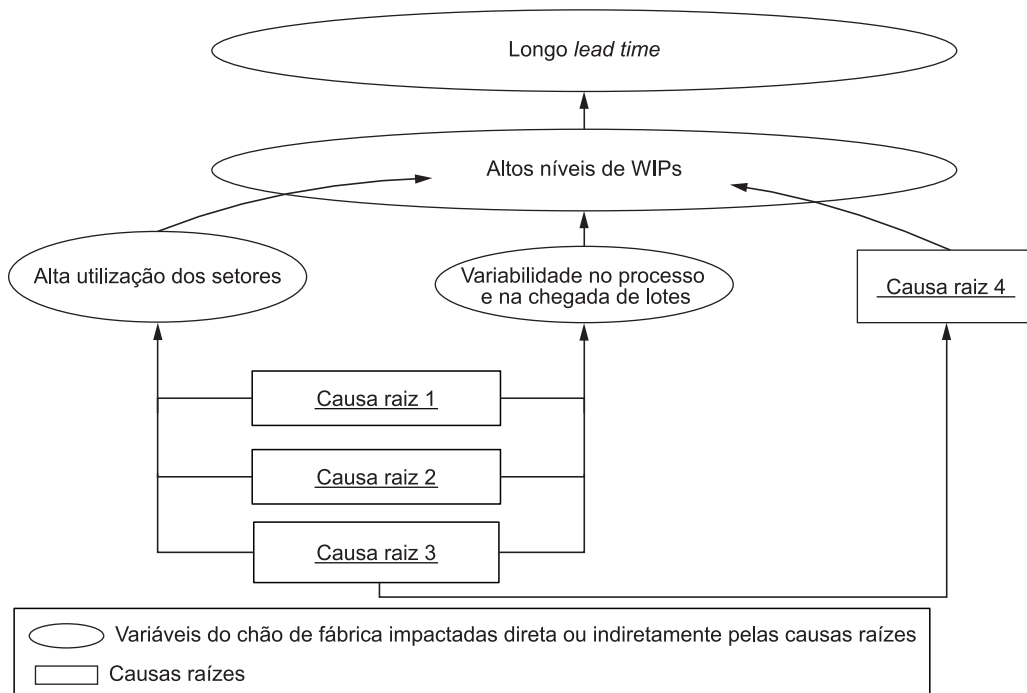 Longo lead time
Altos níveis de WIPs
Alta utilização dos setores
Variabilidade no processo
e na chegada de lotes
Causa raiz 4
Causa raiz 1
Causa raiz 2
Causa raiz 3
Variáveis do chão de fábrica impactadas direta ou indiretamente pelas causas raízes
Causas raízes